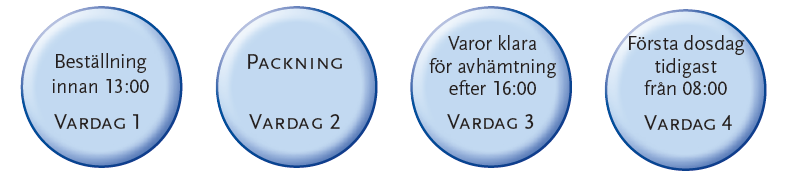 Beställning
innan 13:00
VARDAG 1
PACKNING
VARDAG 2
Varor klara
för avhämtning
efter 16:00
VARDAG 3
Första dosdag
tidigast
från 08:00
VARDAG 4